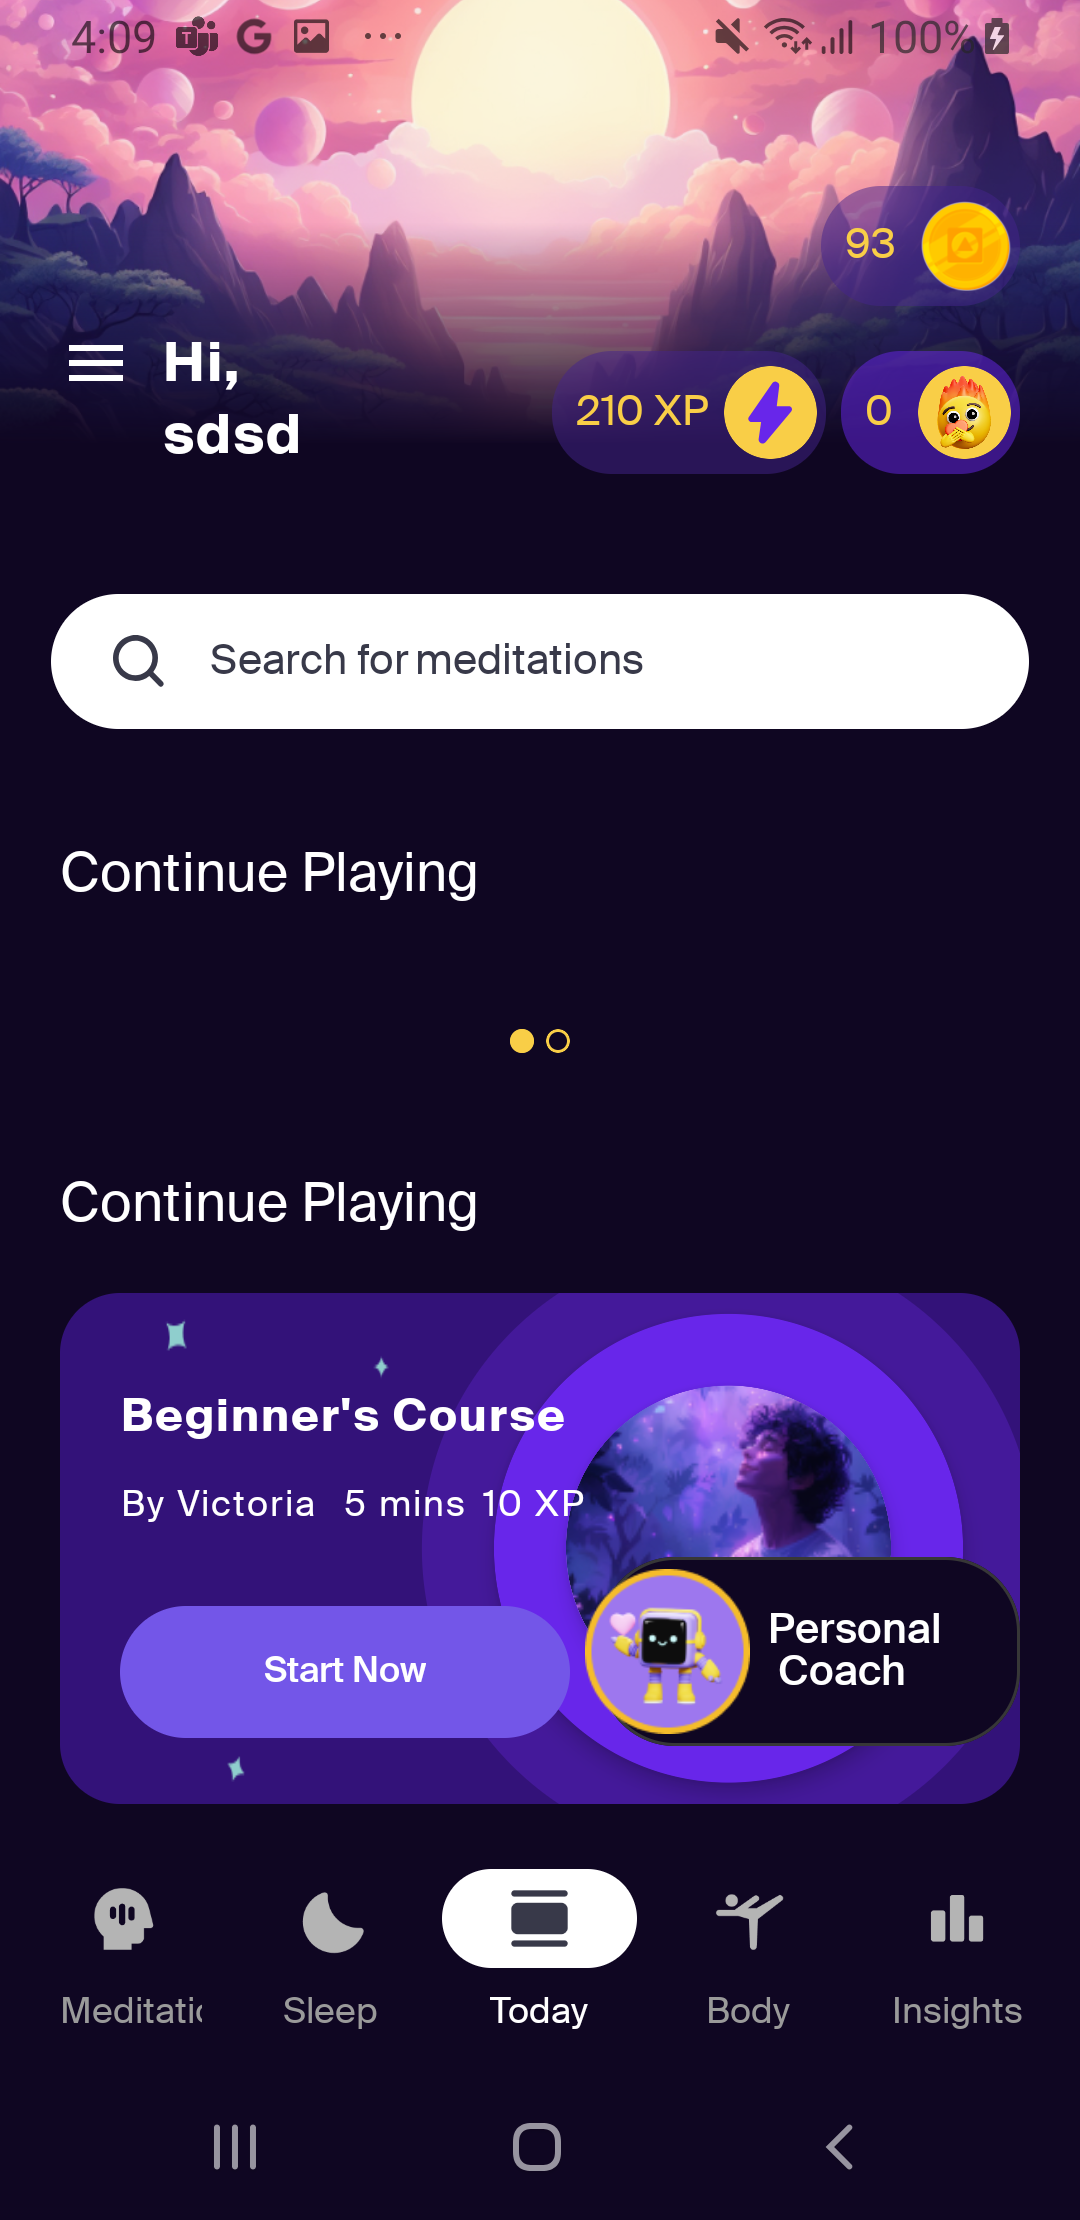 4:09
100%
93
Hi,
sdsd
210 XP
0
Search for meditations
Continue Playing
Continue Playing
Beginner's Course
By Victoria 5 mins 10 XP
Start Now
Personal
Coach
Meditatic
Sleep
Today
Body
Insights